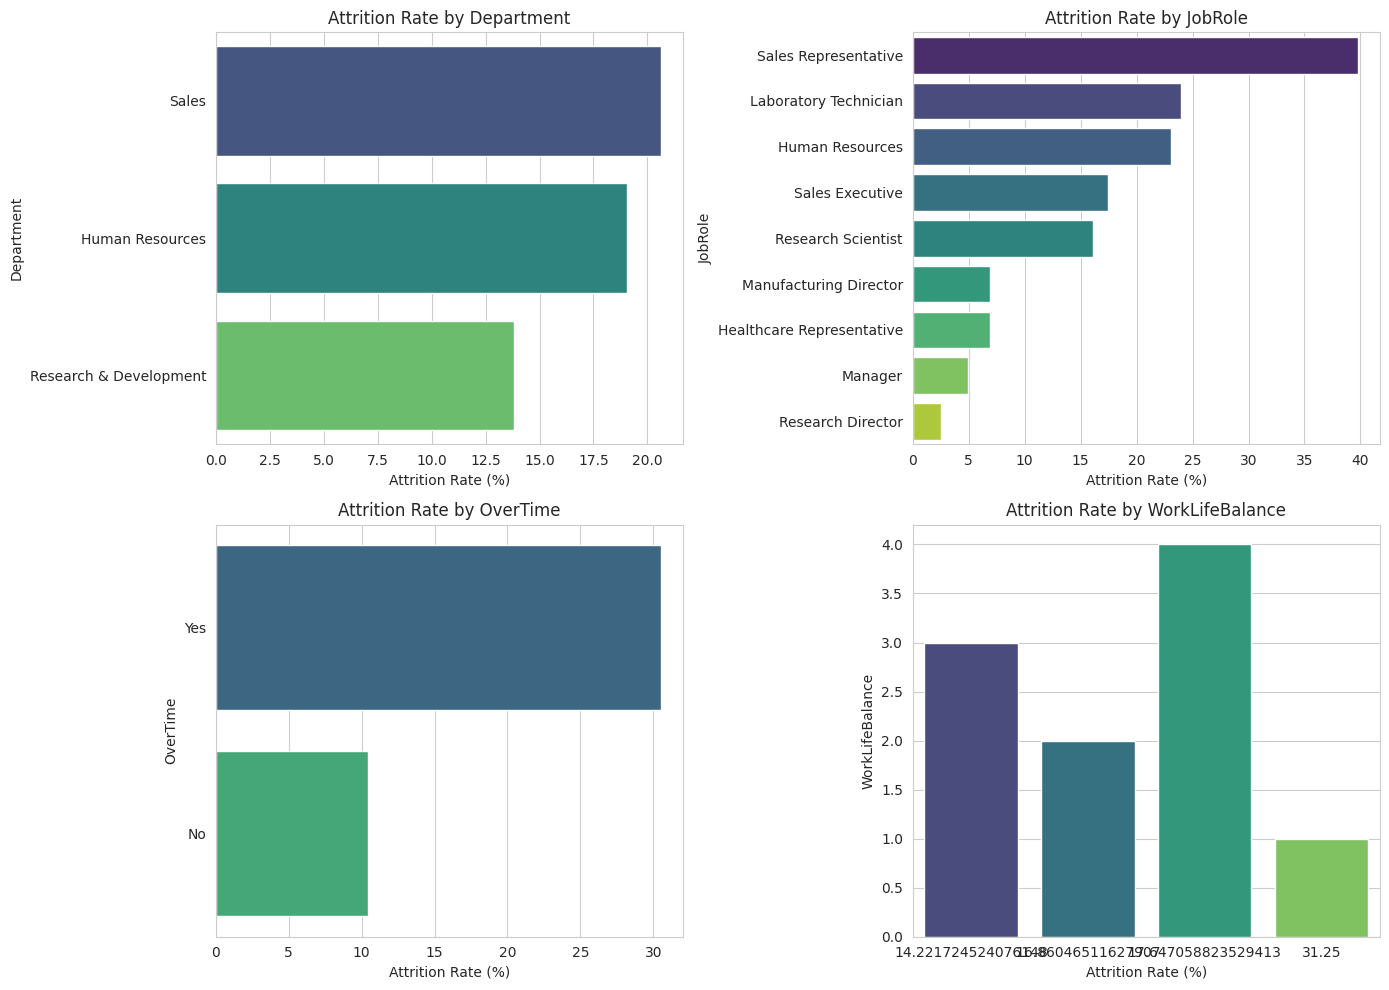 Attrition Rate by Department
Sales
Human Resources
Research & Development
Department
0.0 2.5 5.0 7.5 10.0 12.5 15.0 17.5 20.0
Attrition Rate (%)
Attrition Rate by JobRole
Sales Representative
Laboratory Technician
Human Resources
Sales Executive
Research Scientist
Manufacturing Director
Healthcare Representative
Manager
Research Director
JobRole
0 5 10 15 20 25 30 35 40
Attrition Rate (%)
Attrition Rate by OverTime
Yes
No
OverTime
0 5 10 15 20 25 30
Attrition Rate (%)
Attrition Rate by WorkLifeBalance
4.0
3.5
3.0
2.5
2.0
1.5
1.0
0.5
0.0
WorkLifeBalance
14.221724524076148 16.86046511627907 17.647058823529413 31.25
Attrition Rate (%)